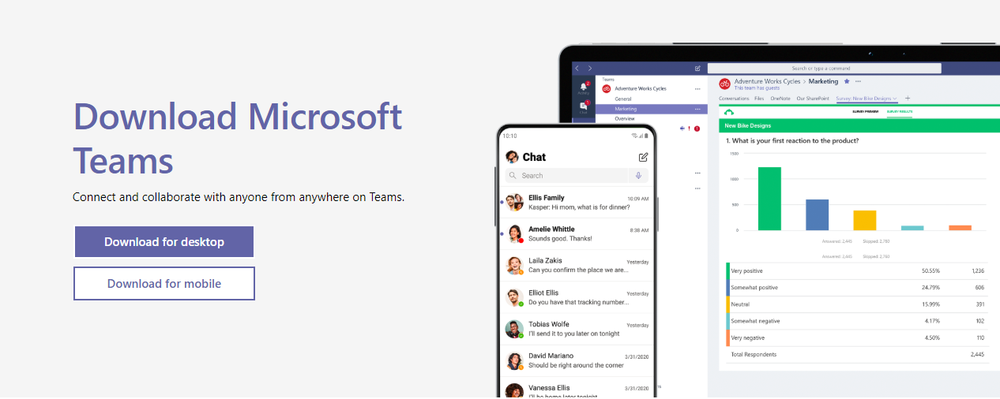 Download Microsoft
Teams
Connect and collaborate with anyone from anywhere on Teams.
Download for desktop
Download for mobile
Search or type a command
Activity
Chat
Teams
Adventure Works Cycles
General
Marketing
Overview
Adventure Works Cycles > Marketing
This team has guests
Conversations Files OneNote Our SharePoint Survey: New Bike Designs
SURVEY PREVIEW SURVEY RESULTS
New Bike Designs
1. What is your first reaction to the product?
1500
1000
500
0
Answered: 2,445 Skipped: 2,760
Answered: 2,445 Skipped: 2,760
Very positive 50.55% 1,236
Somewhat positive 24.79% 606
Neutral 15.99% 391
Somewhat negative 4.17% 102
Very negative 4.50% 110
Total Respondents 2,445
10:10
Chat
Search
Ellis Family 10:09 AM
Kasper: Hi mom, what is for dinner?
Amelie Whittle 8:38 AM
Sounds good. Thanks!
Laila Zakis Yesterday
Can you confirm the place we are...
Elliot Ellis Yesterday
Do you have that tracking number...
Tobias Wolfe Yesterday
I'll send it to you later on tonight
David Mariano 3/31/2020
Should be right around the corner
Vanessa Ellis 3/31/2020
I'll be home later tonight